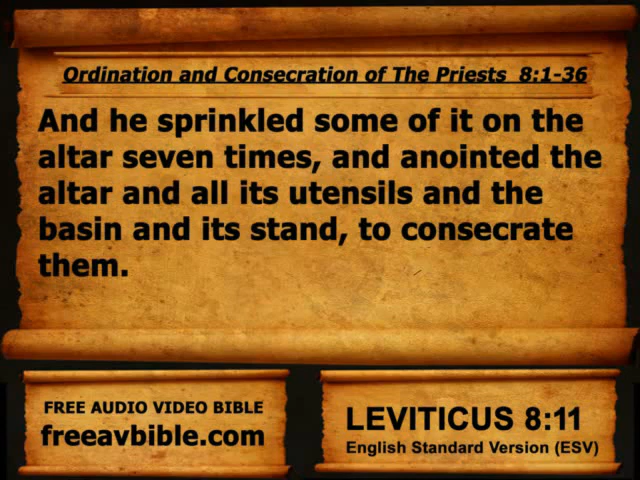 Ordination and Consecration of The Priests 8:1-36
And he sprinkled some of it on the
altar seven times, and anointed the
altar and all its utensils and the
basin and its stand, to consecrate
them.
FREE AUDIO VIDEO BIBLE
freeavbible.com
LEVITICUS 8:11
English Standard Version (ESV)